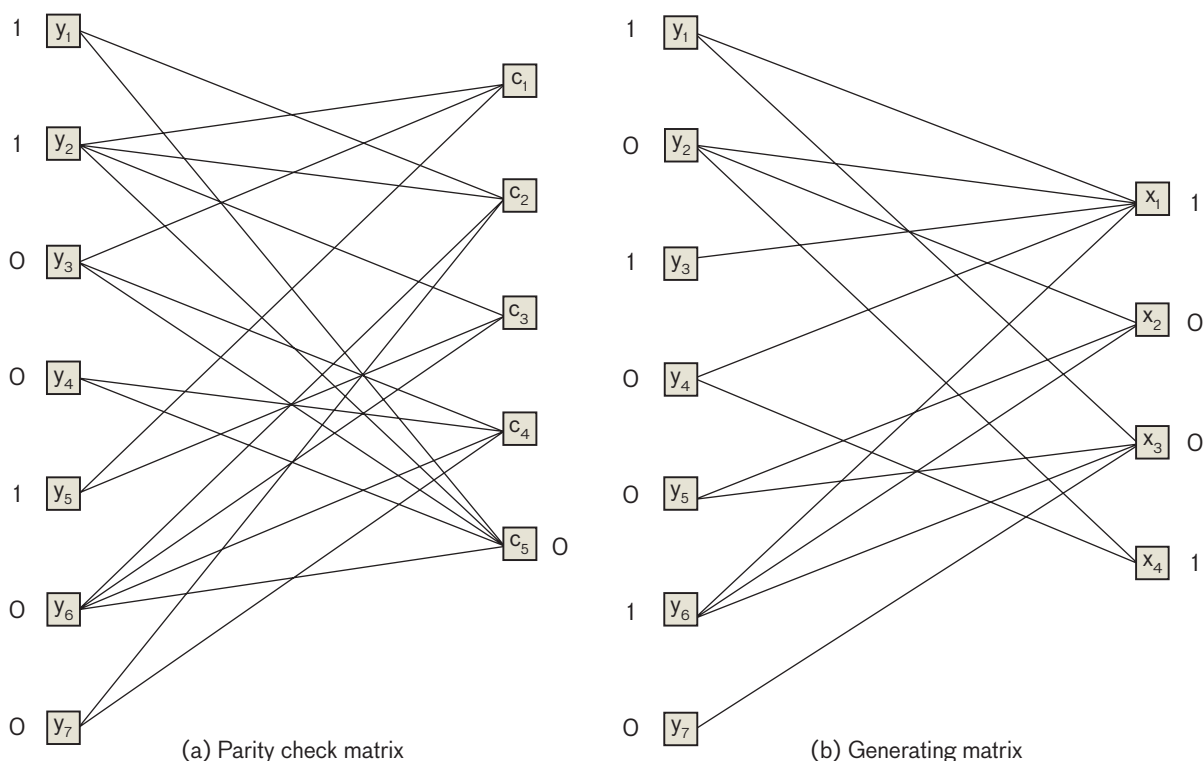 1 y₁
c₁
1 y₂
c₂
0 y₃
c₃
0 y₄
c₄
1 y₅
c₅ 0
0 y₆
0 y₇
(a) Parity check matrix
1 y₁
0 y₂
x₁ 1
1 y₃
x₂ 0
0 y₄
x₃ 0
0 y₅
x₄ 1
1 y₆
0 y₇
(b) Generating matrix